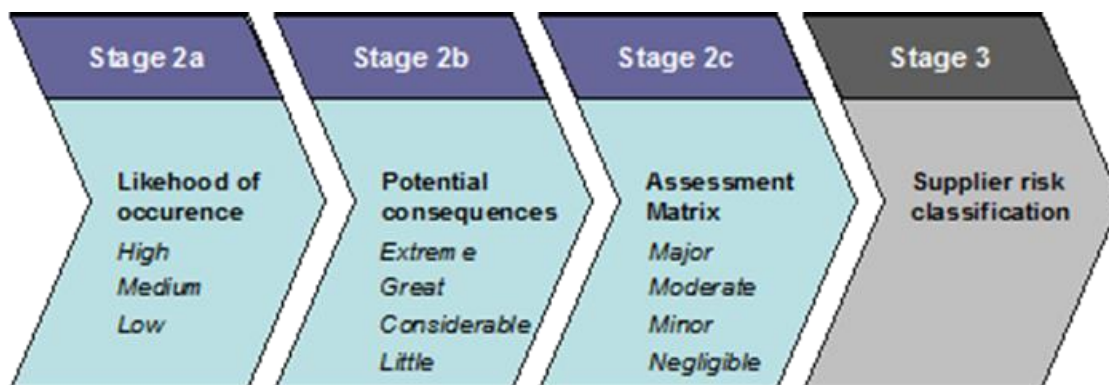 Stage 2a
Likehood of
occurence
High
Medium
Low
Stage 2b
Potential
consequences
Extreme
Great
Considerable
Little
Stage 2c
Assessment
Matrix
Major
Moderate
Minor
Negligible
Stage 3
Supplier risk
classification